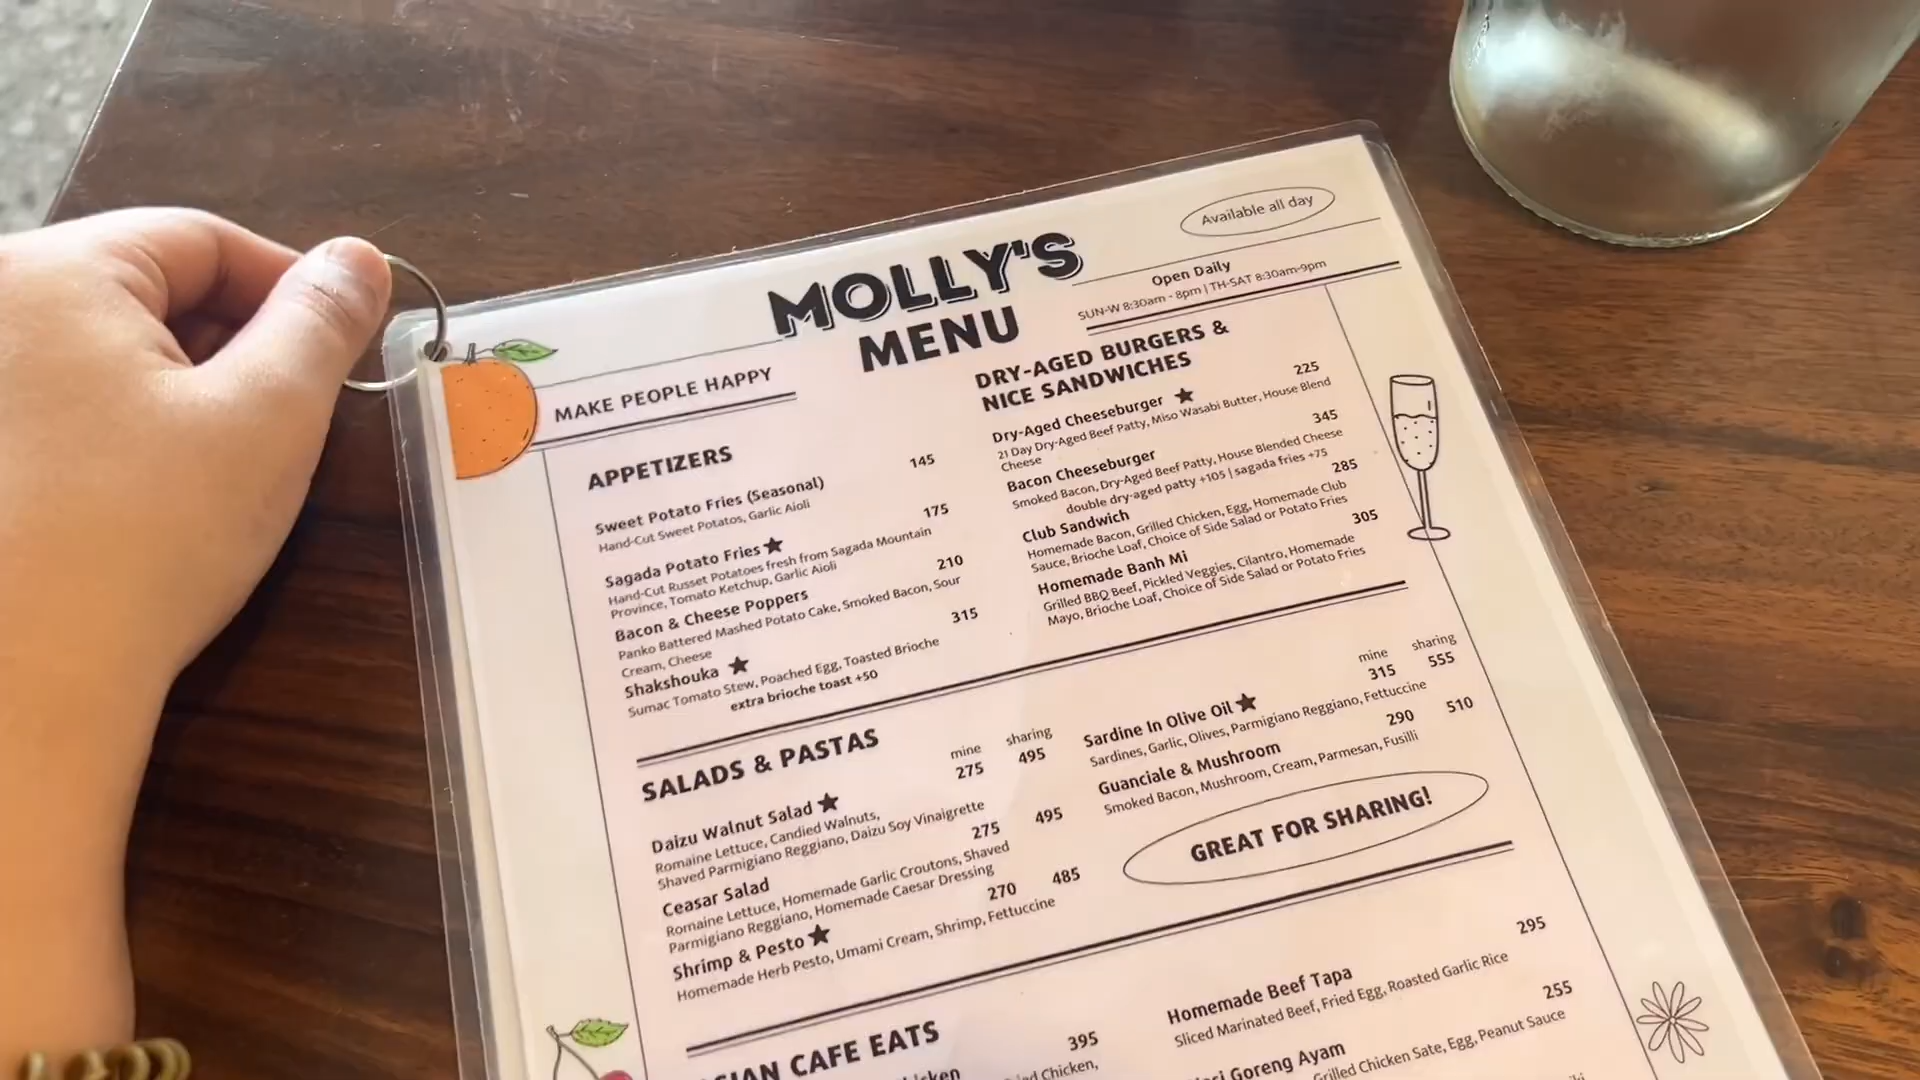 Available all day
MOLLY'S
MENU
Open Daily
SUN-W 8:30am - 8pm | TH-SAT 8:30am-9pm
MAKE PEOPLE HAPPY
APPETIZERS
Sweet Potato Fries (Seasonal) 145
Hand-Cut Sweet Potatos, Garlic Aioli
Sagada Potato Fries ★ 175
Hand-Cut Russet Potatoes fresh from Sagada Mountain
Province, Tomato Ketchup, Garlic Aioli
Bacon & Cheese Poppers 210
Panko Battered Mashed Potato Cake, Smoked Bacon, Sour
Cream, Cheese
Shakshouka ★ 315
Sumac Tomato Stew, Poached Egg, Toasted Brioche
extra brioche toast +50
DRY-AGED BURGERS &
NICE SANDWICHES
Dry-Aged Cheeseburger ★ 225
21 Day Dry-Aged Beef Patty, Miso Wasabi Butter, House Blend
Cheese
Bacon Cheeseburger 345
Smoked Bacon, Dry-Aged Beef Patty, House Blended Cheese
double dry-aged patty +105 | sagada fries +75
Club Sandwich 285
Homemade Bacon, Grilled Chicken, Egg, Homemade Club
Sauce, Brioche Loaf, Choice of Side Salad or Potato Fries
Homemade Banh Mi 305
Grilled BBQ Beef, Pickled Veggies, Cilantro, Homemade
Mayo, Brioche Loaf, Choice of Side Salad or Potato Fries
SALADS & PASTAS
mine sharing
Daizu Walnut Salad ★ 275 495
Romaine Lettuce, Candied Walnuts,
Shaved Parmigiano Reggiano, Daizu Soy Vinaigrette
Ceasar Salad 275 495
Romaine Lettuce, Homemade Garlic Croutons, Shaved
Parmigiano Reggiano, Homemade Caesar Dressing
Shrimp & Pesto ★ 270 485
Homemade Herb Pesto, Umami Cream, Shrimp, Fettuccine
mine sharing
Sardine In Olive Oil ★ 315 555
Sardines, Garlic, Olives, Parmigiano Reggiano, Fettuccine
Guanciale & Mushroom 290 510
Smoked Bacon, Mushroom, Cream, Parmesan, Fusilli
GREAT FOR SHARING!
CAFE EATS
395
Chicken,
Homemade Beef Tapa 295
Sliced Marinated Beef, Fried Egg, Roasted Garlic Rice
Goreng Ayam 255
Grilled Chicken Sate, Egg, Peanut Sauce